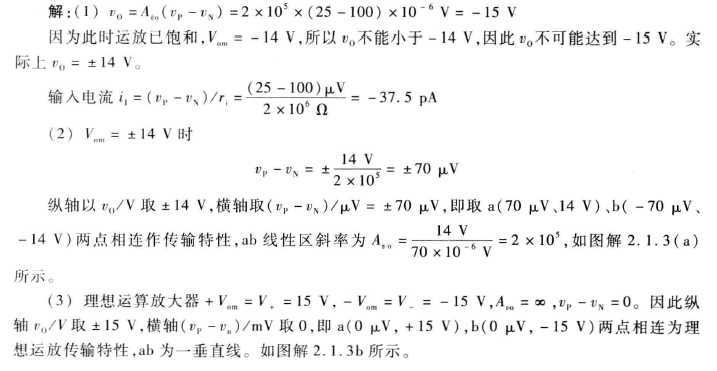 解:(1) v_O = A_vo(v_P − v_N) = 2 × 10^5 × (25 − 100) × 10^−6 V = −15 V
因为此时运放已饱和,V_om = −14 V,所以 v_O不能小于 −14 V,因此 v_O不可能达到 −15 V。实
际上 v_O = ±14 V。
输入电流 i_I = (v_P − v_N)/r_i = (25 − 100)μV / 2 × 10^6 Ω = −37.5 pA
(2) V_om = ±14 V 时
v_P − v_N = ± 14 V / 2 × 10^5 = ±70 μV
纵轴以 v_O/V 取 ±14 V,横轴取(v_P − v_N)/μV = ±70 μV,即取 a(70 μV、14 V)、b(−70 μV、
−14 V)两点相连作传输特性,ab 线性区斜率为 A_vo = 14 V / 70 × 10^−6 V = 2 × 10^5,如图解 2.1.3(a)
所示。
(3) 理想运算放大器 +V_om = V_+ = 15 V, −V_om = V_− = −15 V,A_vo = ∞,v_P − v_N = 0。因此纵
轴 v_O/V 取 ±15 V,横轴(v_P − v_n)/mV 取 0,即 a(0 μV, +15 V),b(0 μV, −15 V)两点相连为理
想运放传输特性,ab 为一垂直线。如图解 2.1.3b 所示。